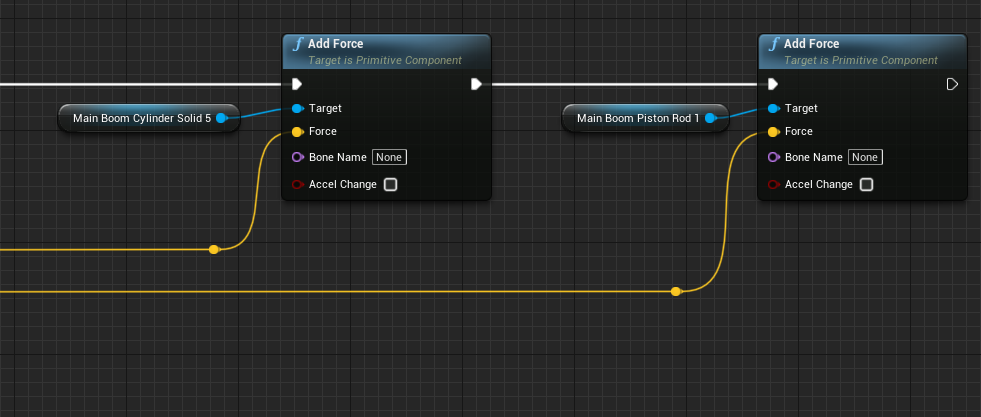 f Add Force
Target is Primitive Component
Main Boom Cylinder Solid 5
Target
Force
Bone Name None
Accel Change
f Add Force
Target is Primitive Component
Main Boom Piston Rod 1
Target
Force
Bone Name None
Accel Change